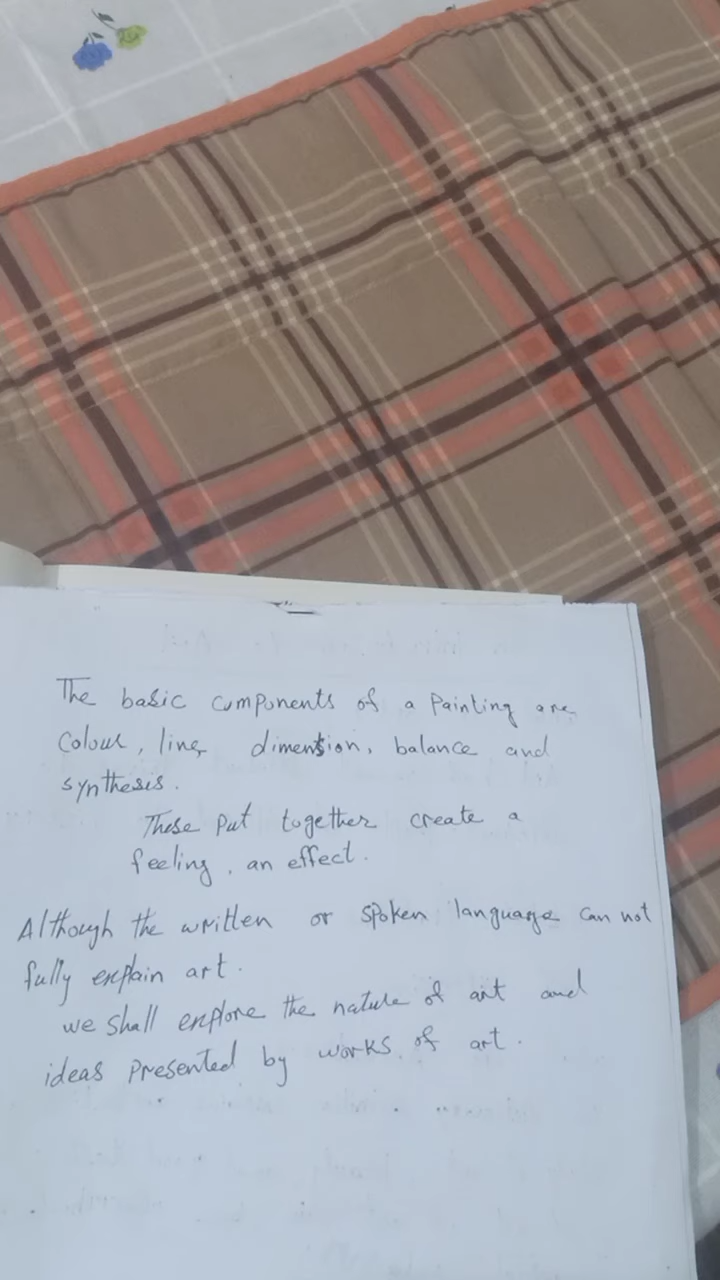 The basic components of a Painting are
Colour, line, dimension, balance and
synthesis.
These put together create a
feeling, an effect.
Although the written or spoken language can not
fully explain art.
we shall explore the nature of art and
ideas presented by works of art.